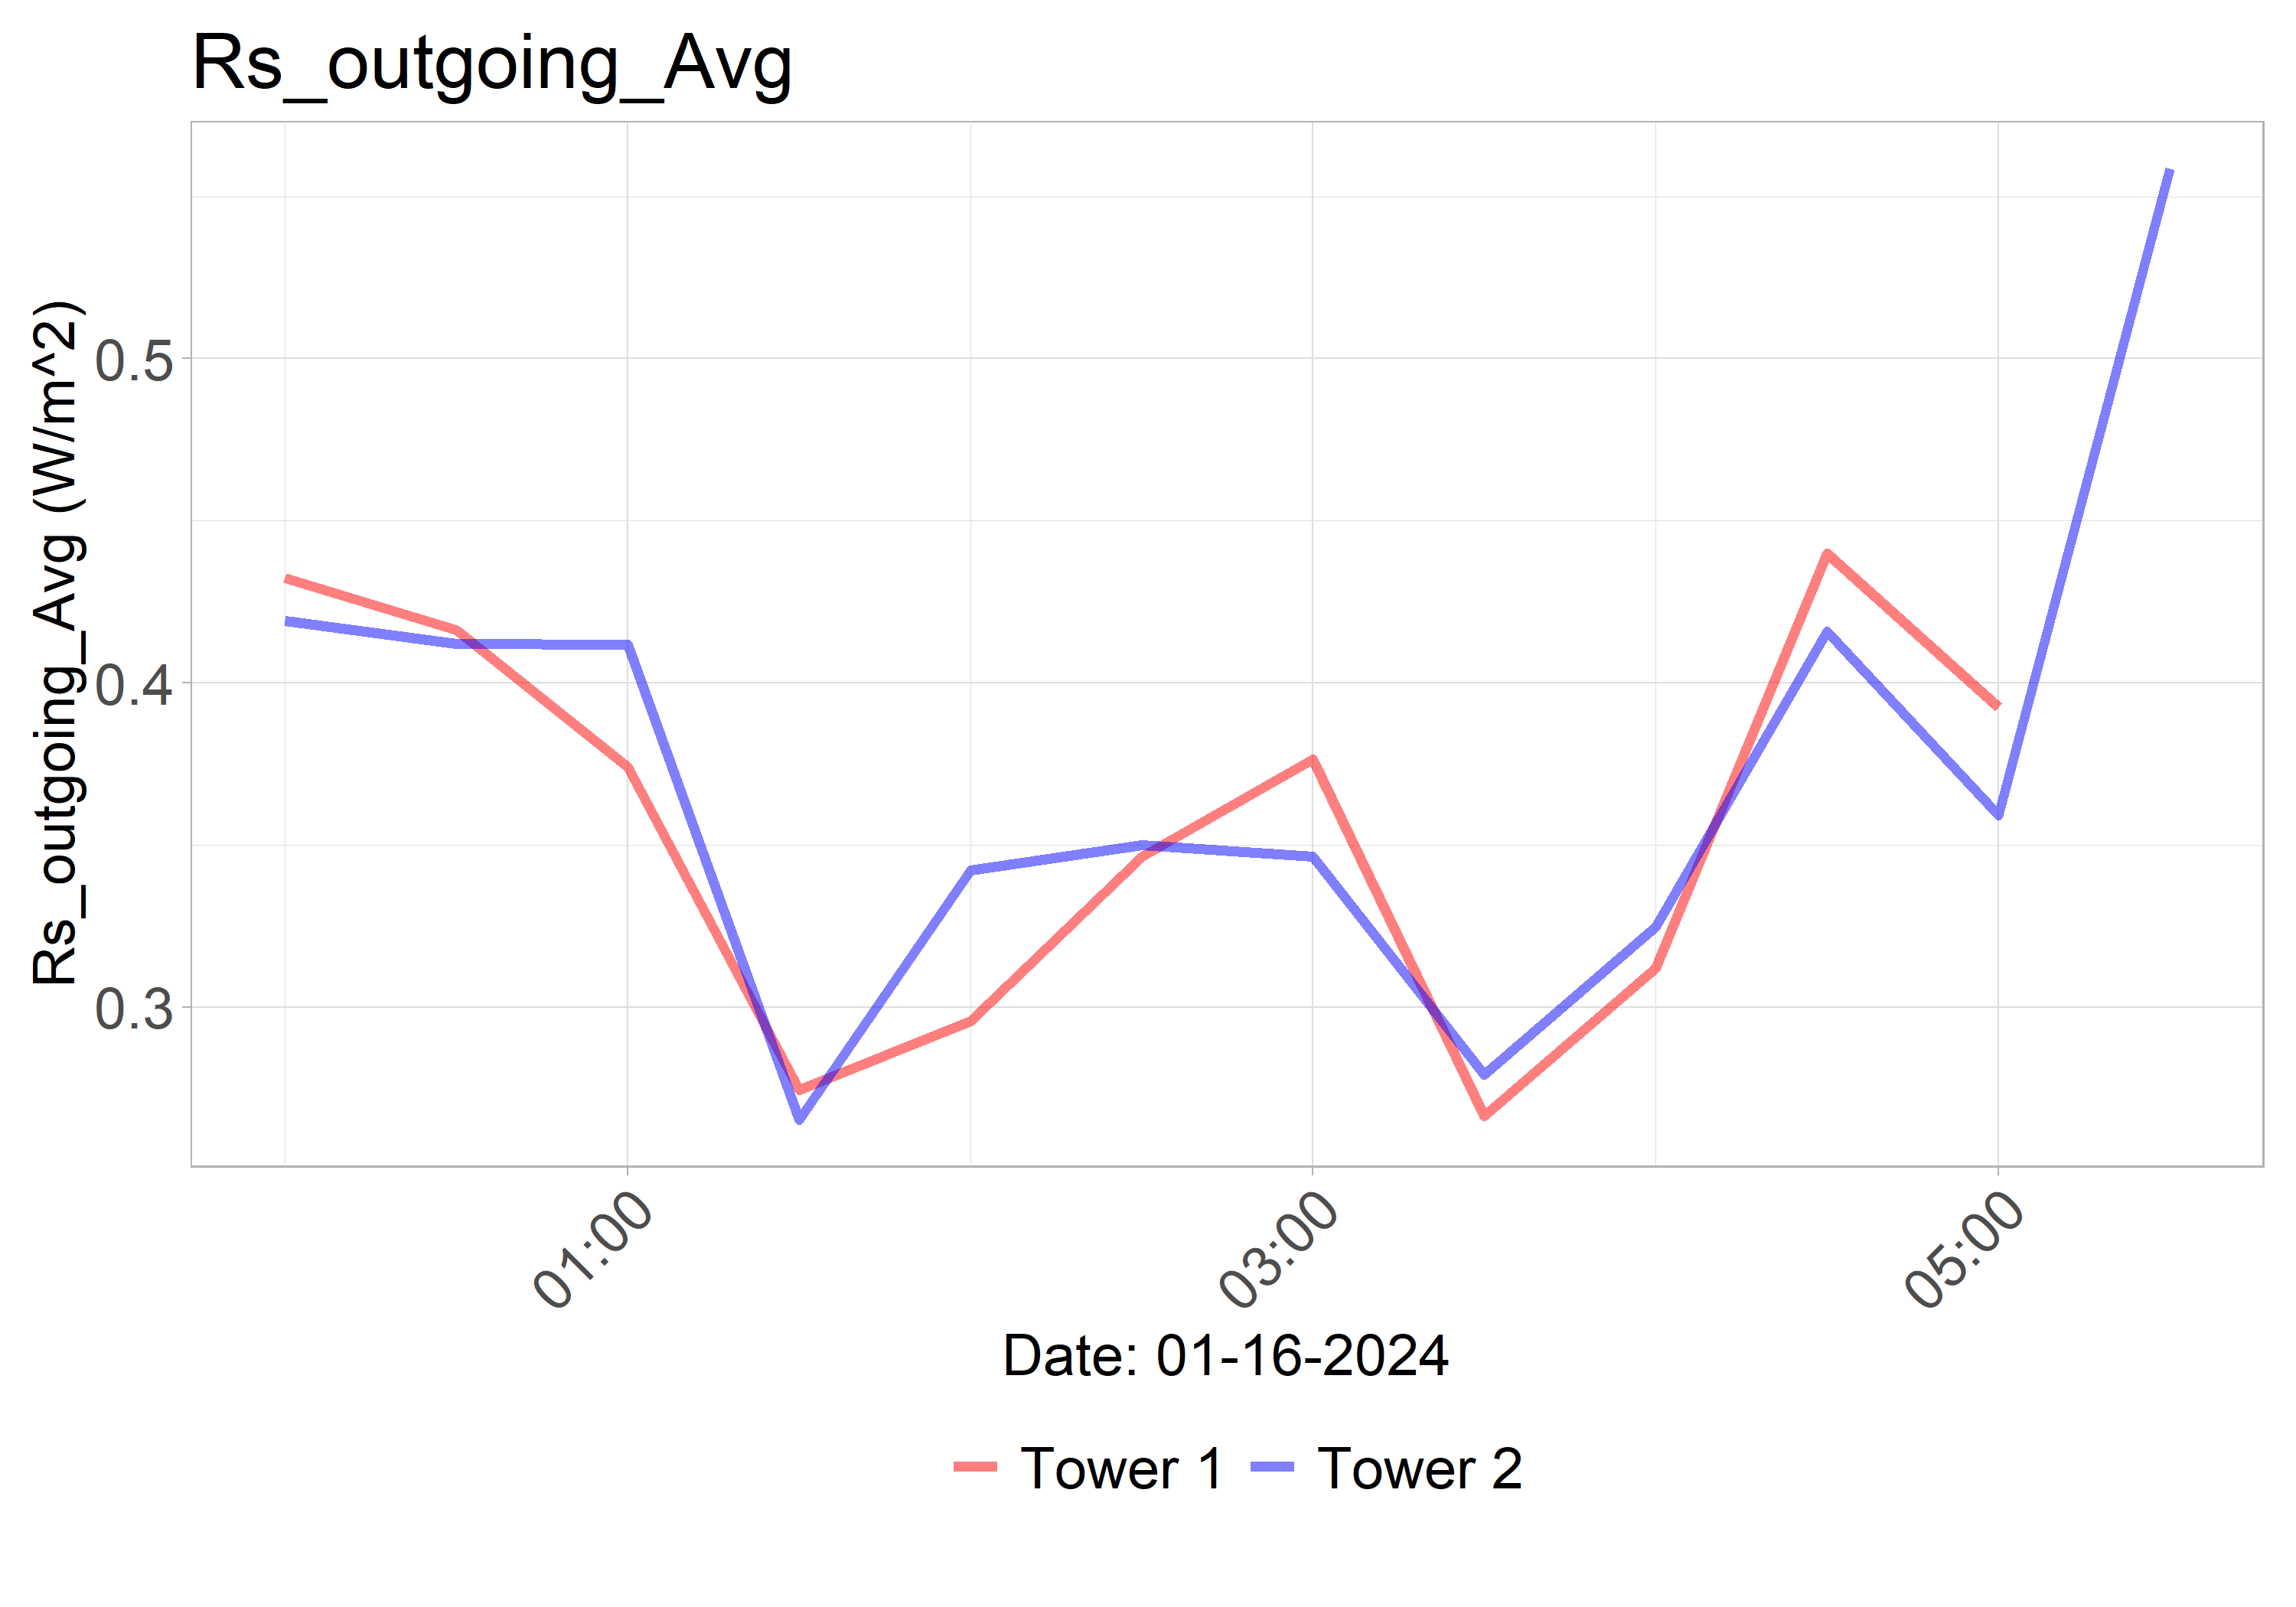 Rs_outgoing_Avg
Rs_outgoing_Avg (W/m^2)
0.5
0.4
0.3
01:00
03:00
05:00
Date: 01-16-2024
Tower 1
Tower 2